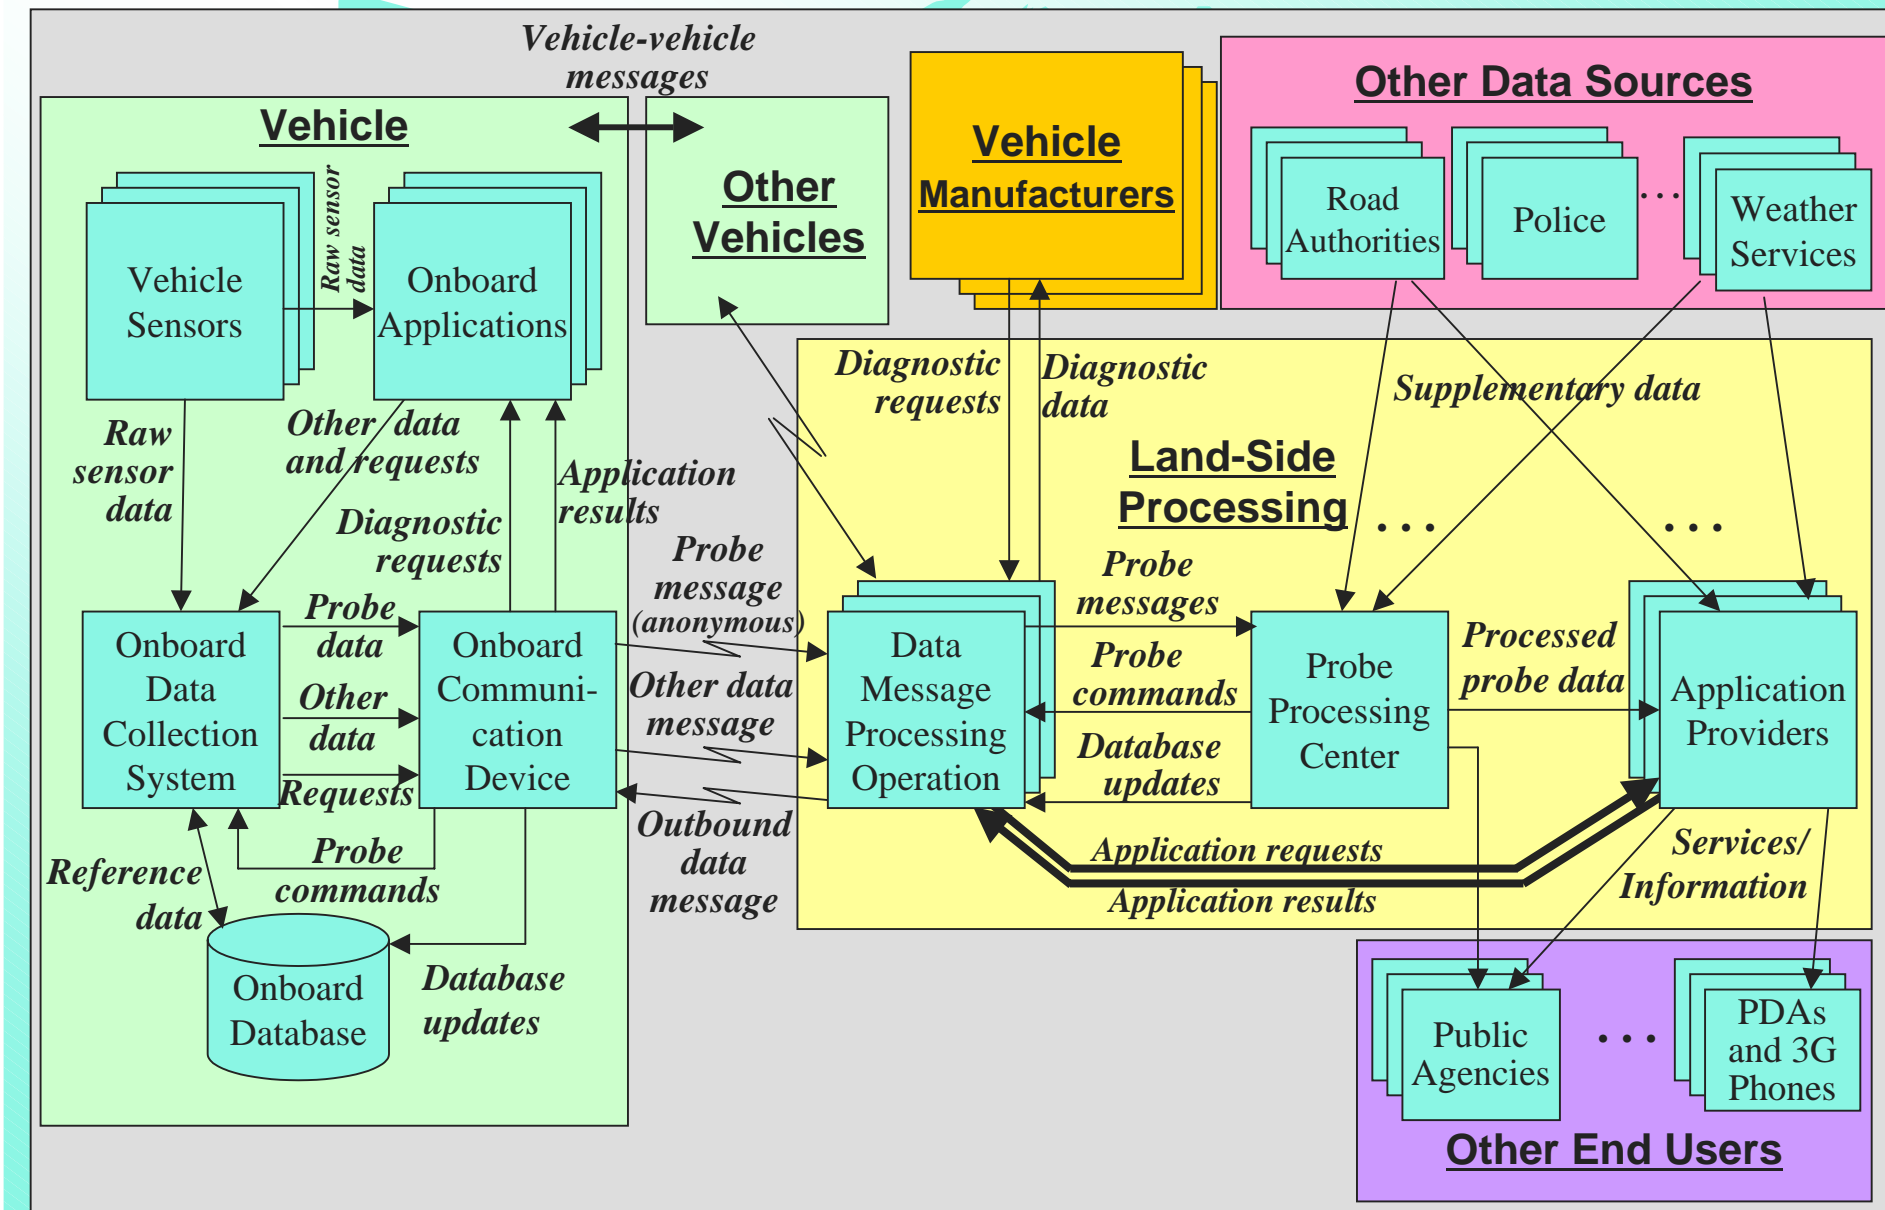 Vehicle-vehicle
messages
Vehicle
Vehicle
Sensors
Raw sensor
data
Onboard
Applications
Raw
sensor
data
Other data
and requests
Diagnostic
requests
Application
results
Onboard
Data
Collection
System
Probe
data
Other
data
Requests
Onboard
Communi-
cation
Device
Probe
commands
Reference
data
Onboard
Database
Database
updates
Other
Vehicles
Probe
message
(anonymous)
Other data
message
Outbound
data
message
Vehicle
Manufacturers
Diagnostic
requests
Diagnostic
data
Other Data Sources
Road
Authorities
Police
...
Weather
Services
Supplementary data
Land-Side
Processing
...
...
Data
Message
Processing
Operation
Probe
messages
Probe
commands
Database
updates
Probe
Processing
Center
Processed
probe data
Application
Providers
Application requests
Application results
Services/
Information
Public
Agencies
...
PDAs
and 3G
Phones
Other End Users